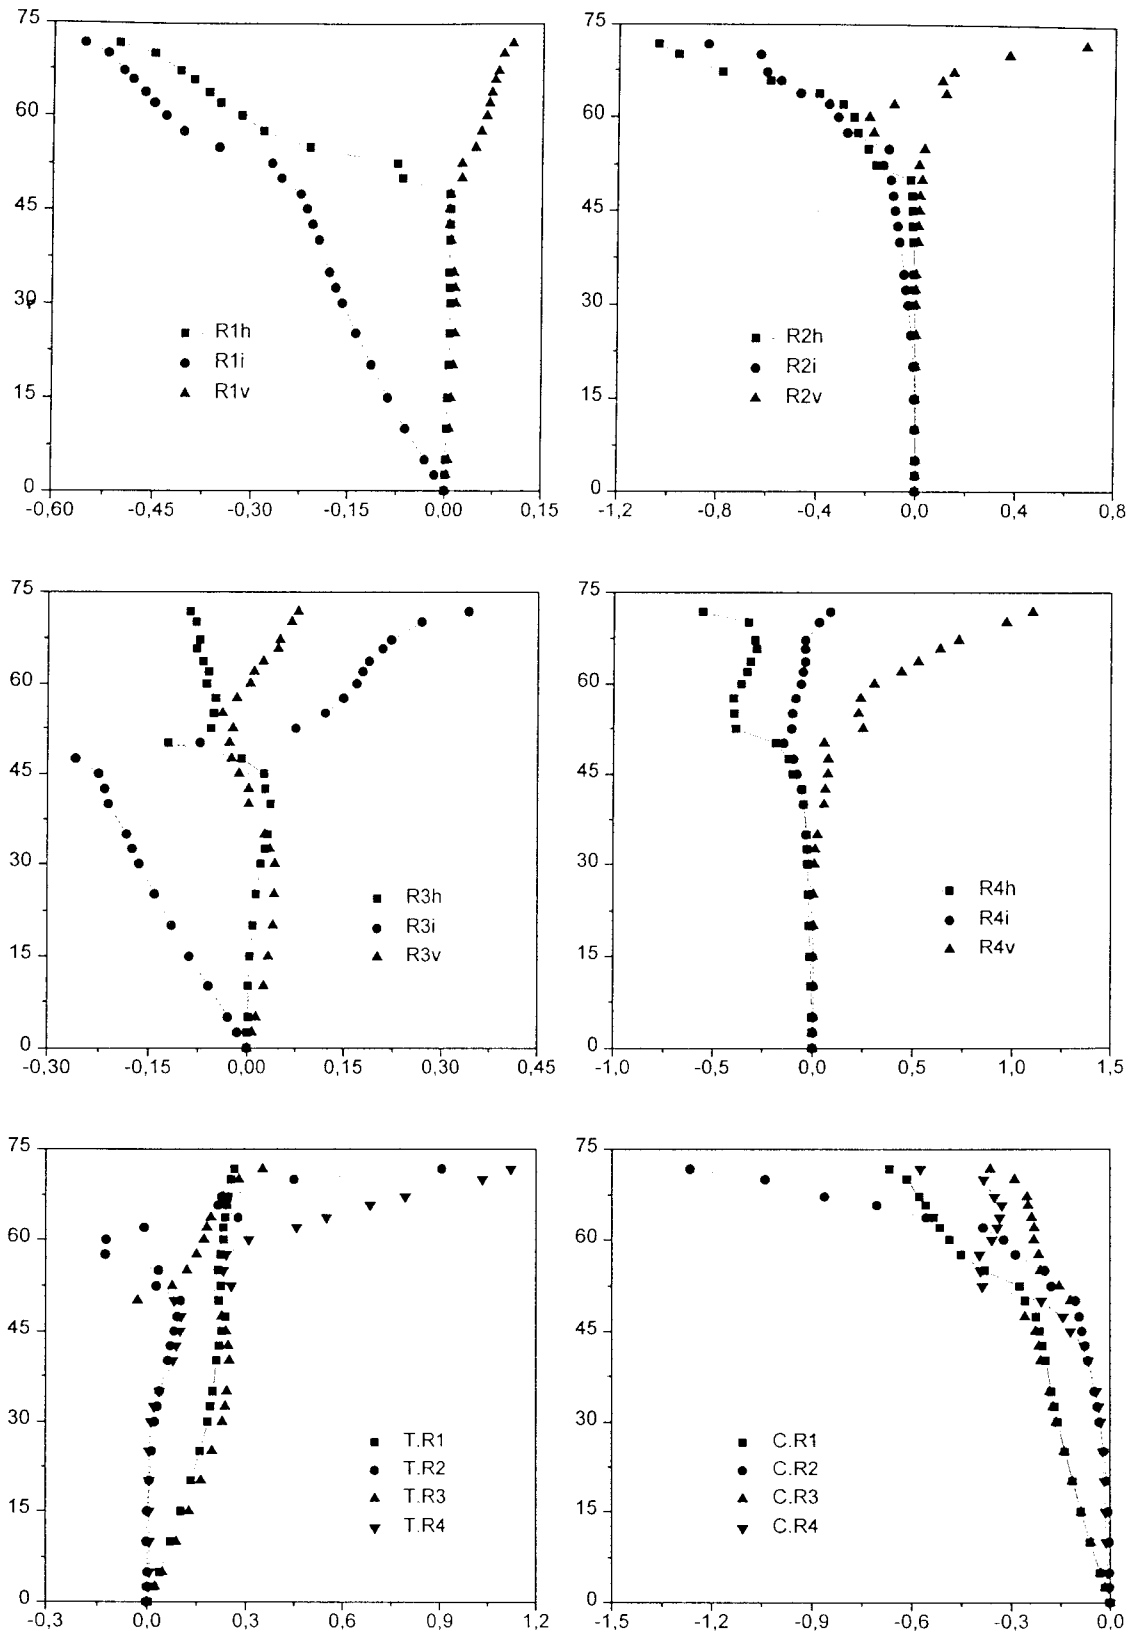 75
60
45
30
15
0
-0,60 -0,45 -0,30 -0,15 0,00 0,15
R1h
R1i
R1v
75
60
45
30
15
0
-1,2 -0,8 -0,4 0,0 0,4 0,8
R2h
R2i
R2v
75
60
45
30
15
0
-0,30 -0,15 0,00 0,15 0,30 0,45
R3h
R3i
R3v
75
60
45
30
15
0
-1,0 -0,5 0,0 0,5 1,0 1,5
R4h
R4i
R4v
75
60
45
30
15
0
-0,3 0,0 0,3 0,6 0,9 1,2
T.R1
T.R2
T.R3
T.R4
75
60
45
30
15
0
-1,5 -1,2 -0,9 -0,6 -0,3 0,0
C.R1
C.R2
C.R3
C.R4